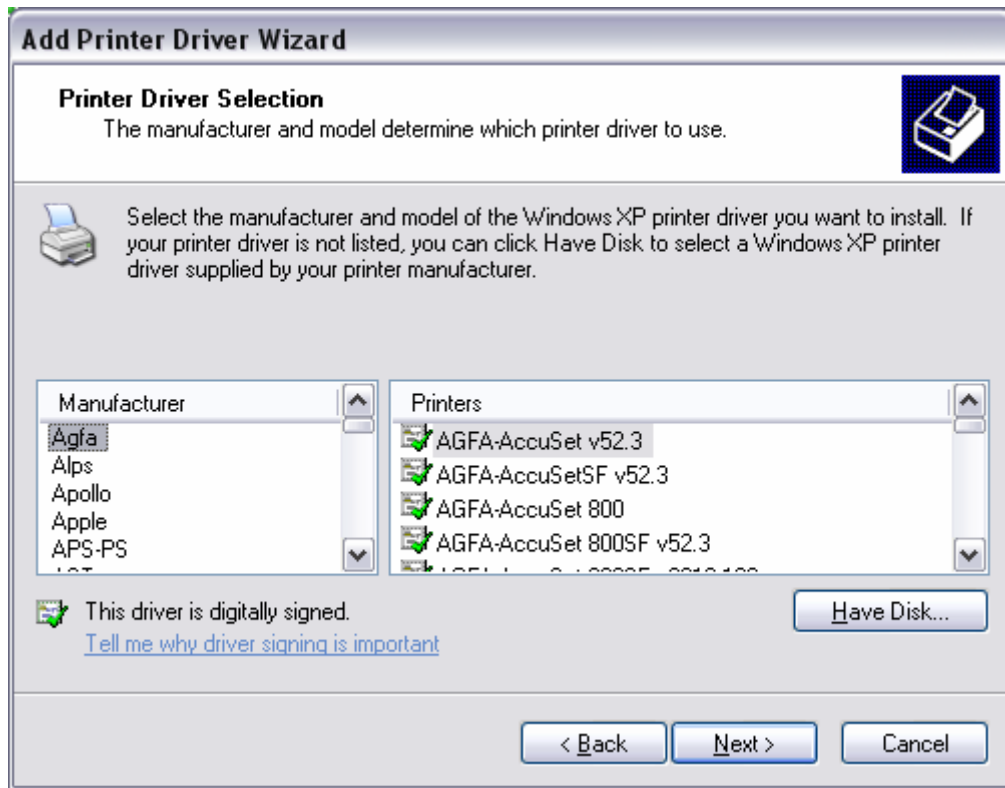 Add Printer Driver Wizard
Printer Driver Selection
The manufacturer and model determine which printer driver to use.
Select the manufacturer and model of the Windows XP printer driver you want to install. If
your printer driver is not listed, you can click Have Disk to select a Windows XP printer
driver supplied by your printer manufacturer.
Manufacturer
Agfa
Alps
Apollo
Apple
APS-PS
Printers
AGFA-AccuSet v52.3
AGFA-AccuSetSF v52.3
AGFA-AccuSet 800
AGFA-AccuSet 800SF v52.3
This driver is digitally signed.
Have Disk...
Tell me why driver signing is important
< Back
Next >
Cancel